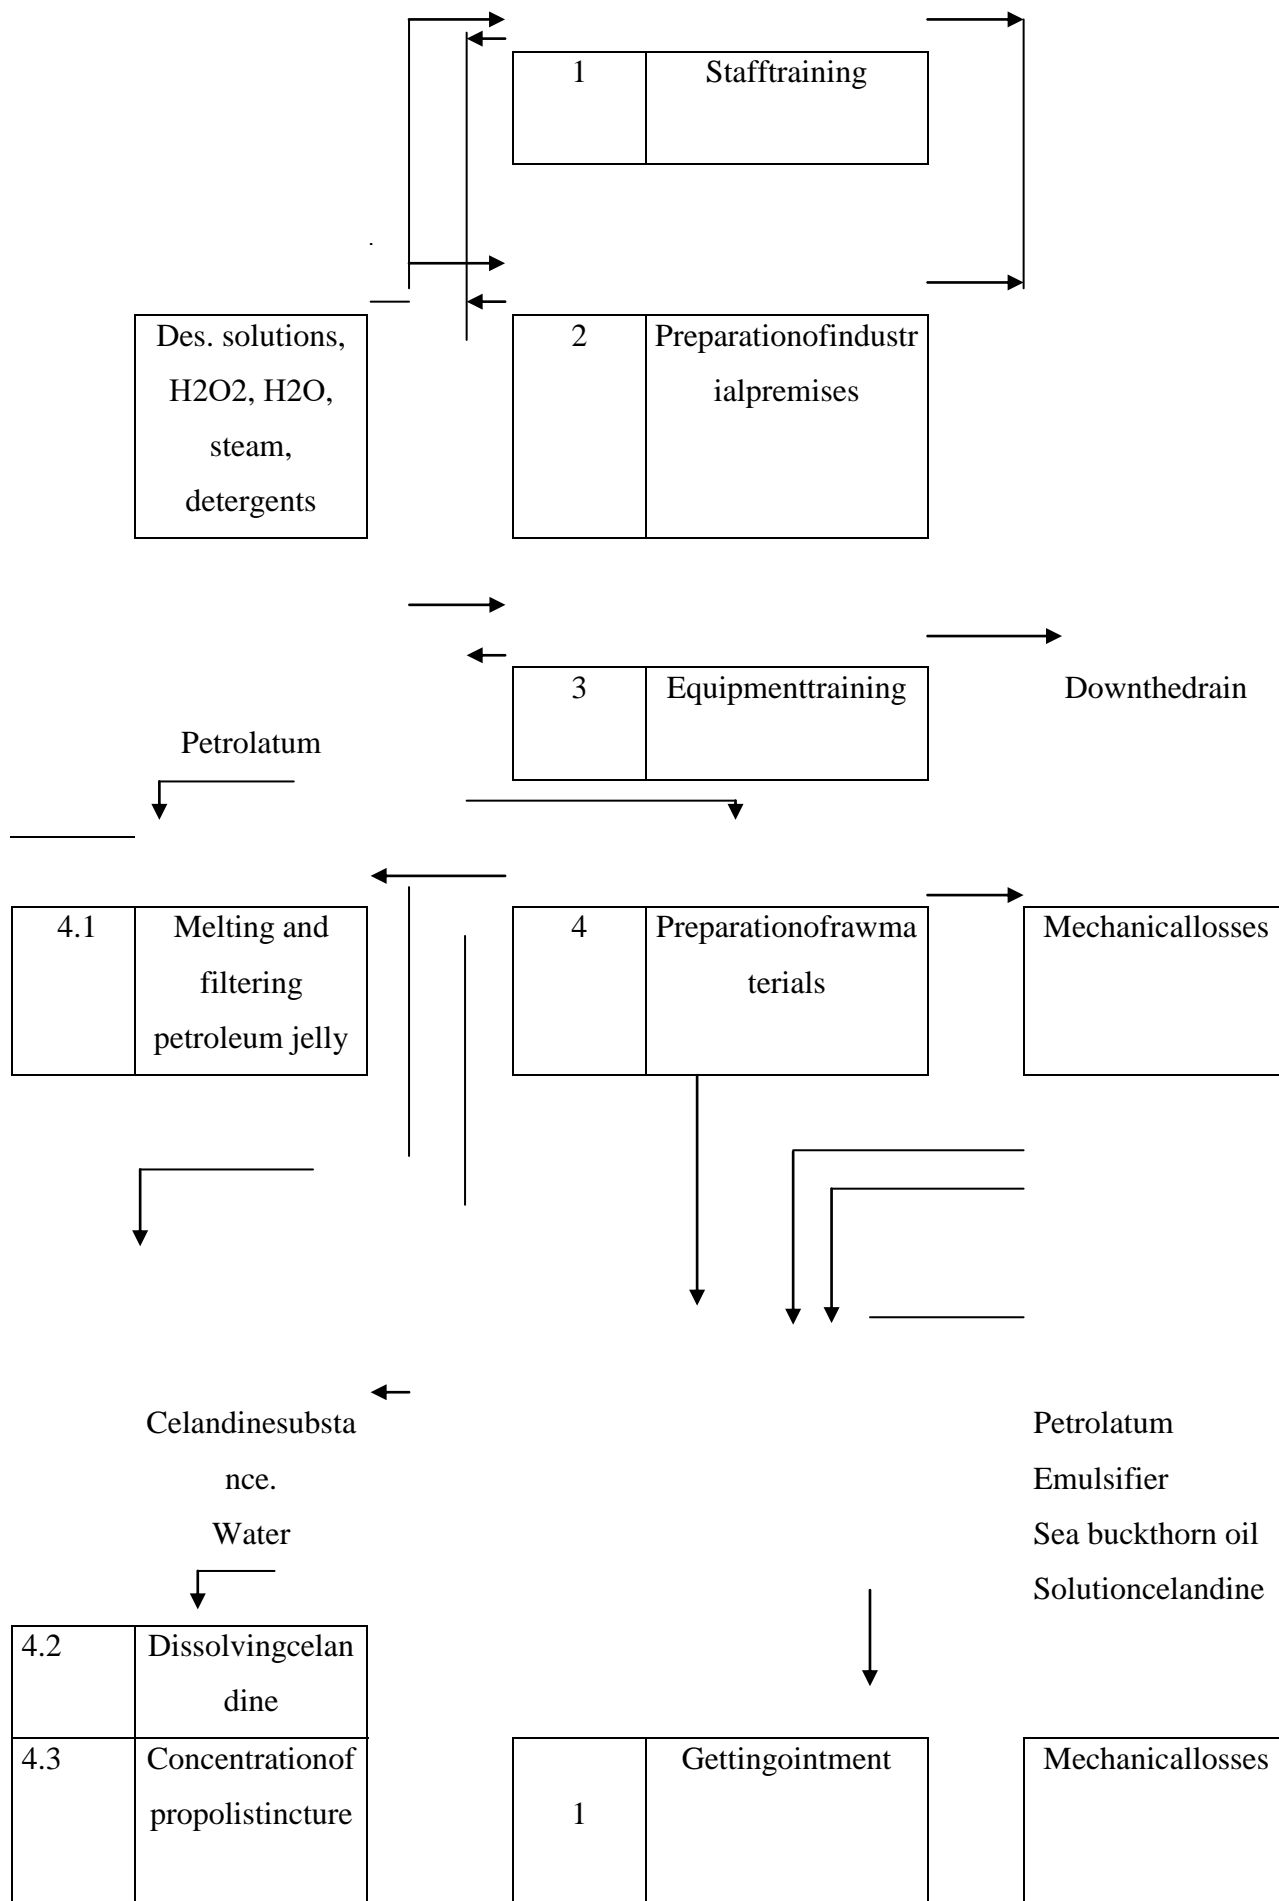 1
Stafftraining
Des. solutions,
H2O2, H2O,
steam,
detergents
2
Preparationofindustr
ialpremises
3
Equipmenttraining
Downthedrain
Petrolatum
4.1
Melting and
filtering
petroleum jelly
4
Preparationofrawma
terials
Mechanicallosses
Celandinesubsta
nce.
Water
Petrolatum
Emulsifier
Sea buckthorn oil
Solutioncelandine
4.2
Dissolvingcelan
dine
4.3
Concentrationof
propolistincture
1
Gettingointment
Mechanicallosses